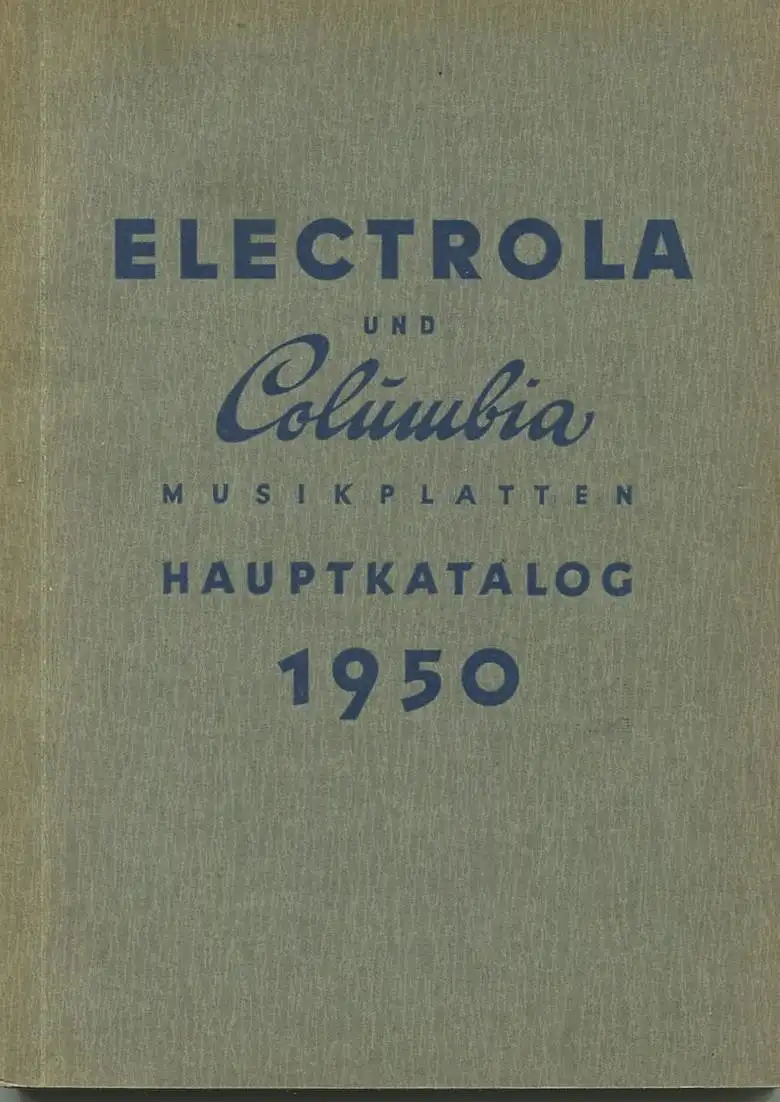 ELECTROLA
UND
Columbia
MUSIKPLATTEN
HAUPTKATALOG
1950